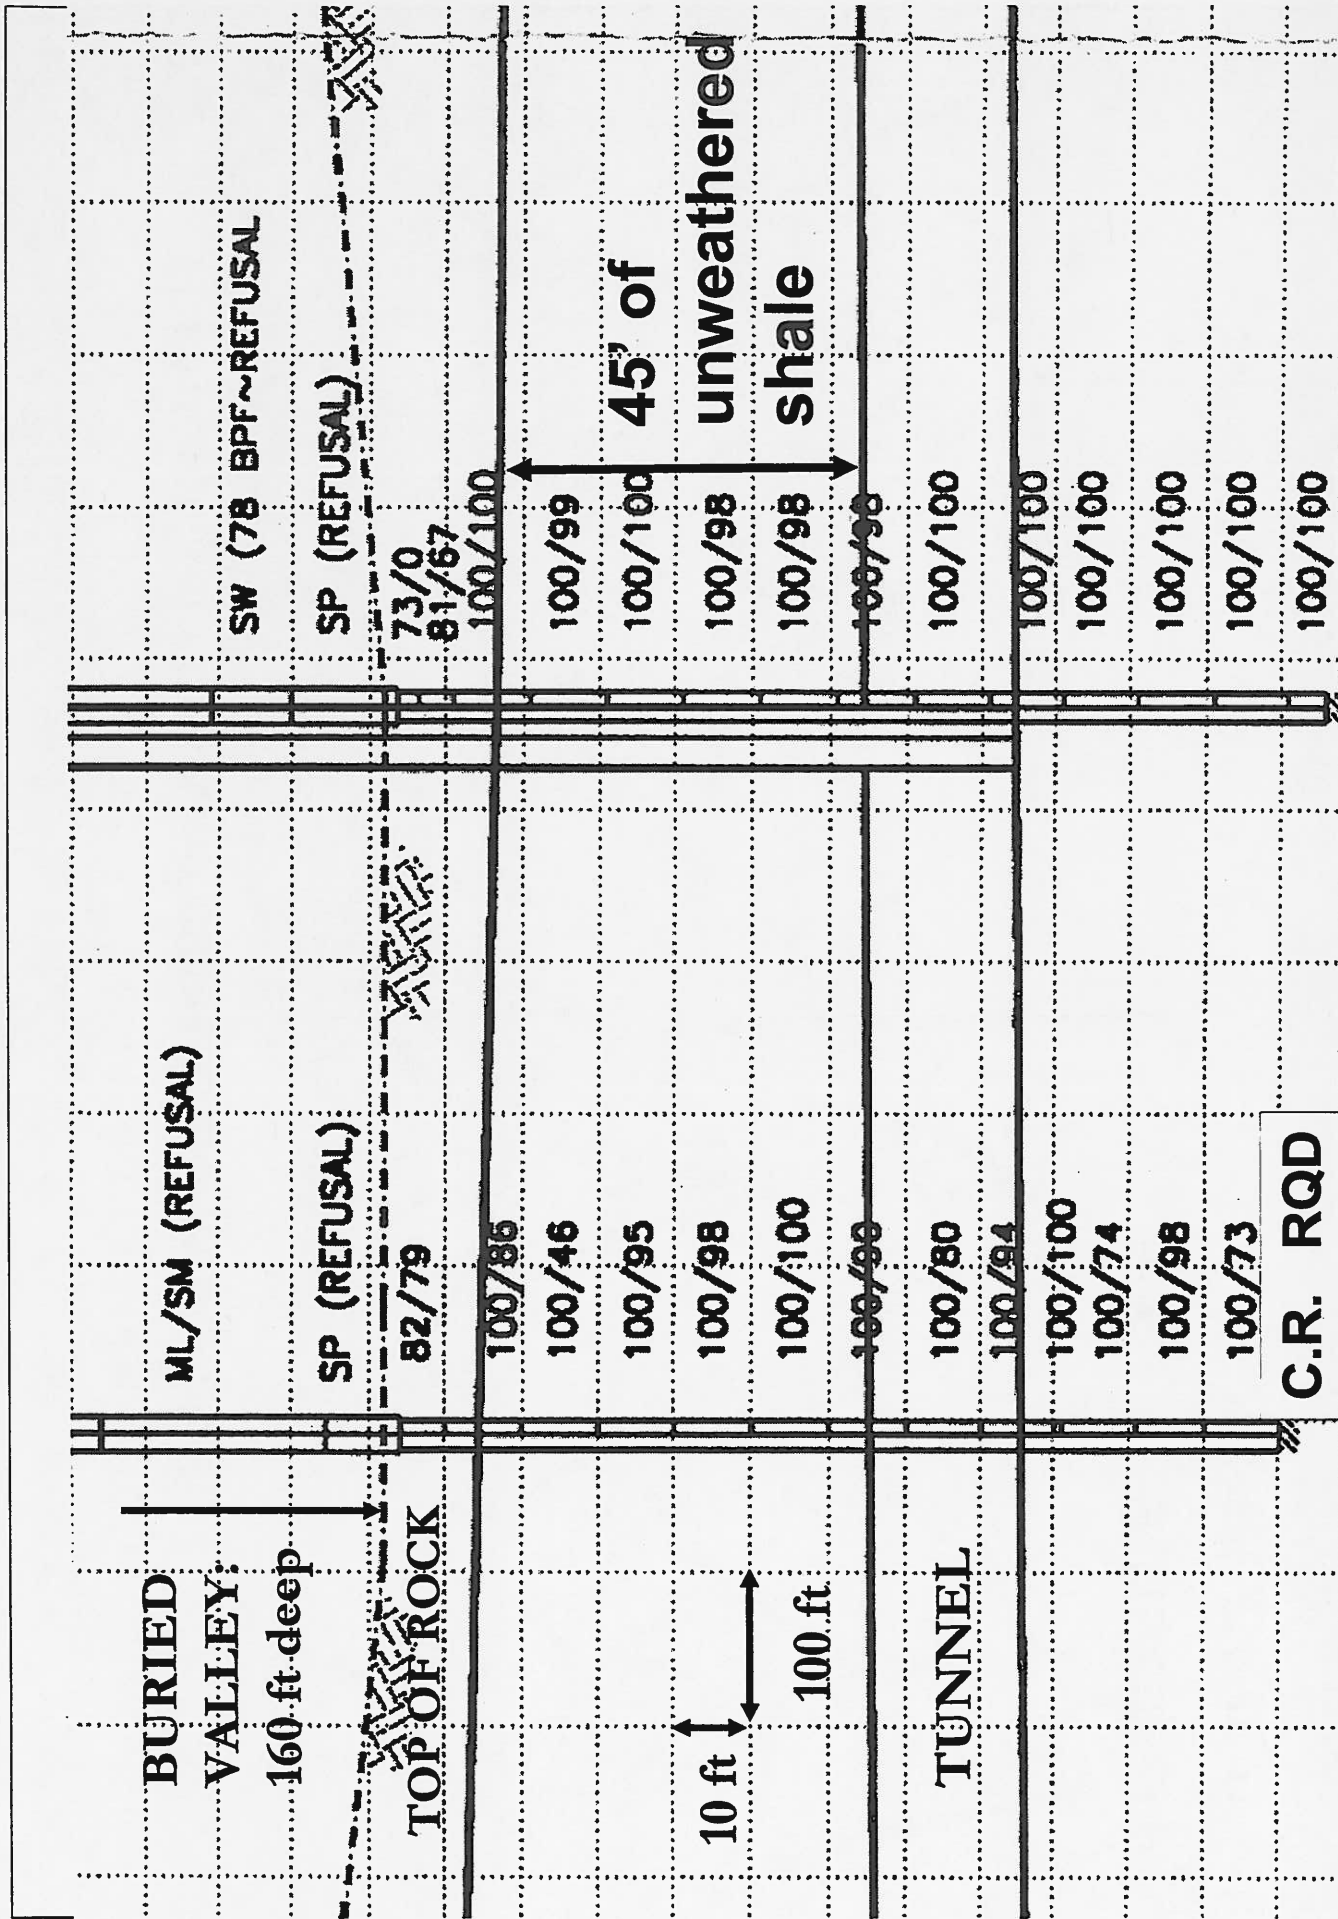 BURIED
VALLEY:
160 ft deep
TOP OF ROCK
10 ft
100 ft
TUNNEL
ML/SM (REFUSAL)
SP (REFUSAL)
82/79
100/86
100/46
100/95
100/98
100/100
100/80
100/94
100/100
100/74
100/98
100/73
C.R. RQD
SW (78 BPF~REFUSAL
SP (REFUSAL)
73/0
81/67
100/100
100/99
100/100
100/98
100/98
100/98
100/100
100/100
100/100
100/100
100/100
100/100
45' of
unweathered
shale